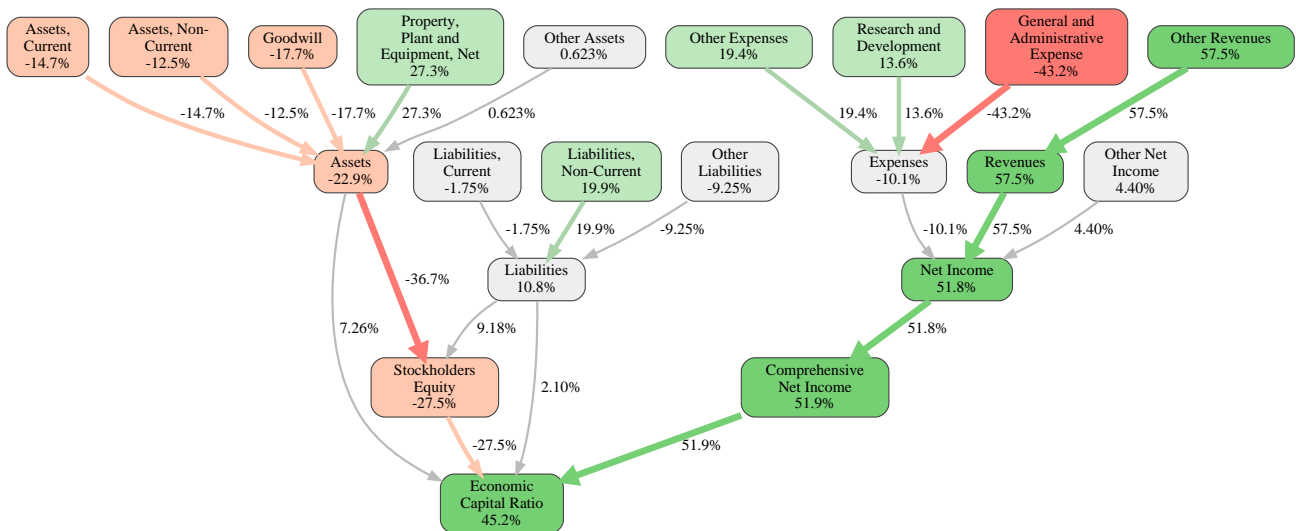 Assets,
Current
-14.7%
Assets, Non-
Current
-12.5%
Goodwill
-17.7%
Property,
Plant and
Equipment, Net
27.3%
Other Assets
0.623%
Other Expenses
19.4%
Research and
Development
13.6%
General and
Administrative
Expense
-43.2%
Other Revenues
57.5%
-14.7%
-12.5%
-17.7%
27.3%
0.623%
19.4%
13.6%
-43.2%
57.5%
Assets
-22.9%
Liabilities,
Current
-1.75%
Liabilities,
Non-Current
19.9%
Other
Liabilities
-9.25%
Expenses
-10.1%
Revenues
57.5%
Other Net
Income
4.40%
-1.75%
19.9%
-9.25%
-10.1%
57.5%
4.40%
-36.7%
Liabilities
10.8%
Net Income
51.8%
7.26%
9.18%
51.8%
Stockholders
Equity
-27.5%
2.10%
Comprehensive
Net Income
51.9%
-27.5%
51.9%
Economic
Capital Ratio
45.2%